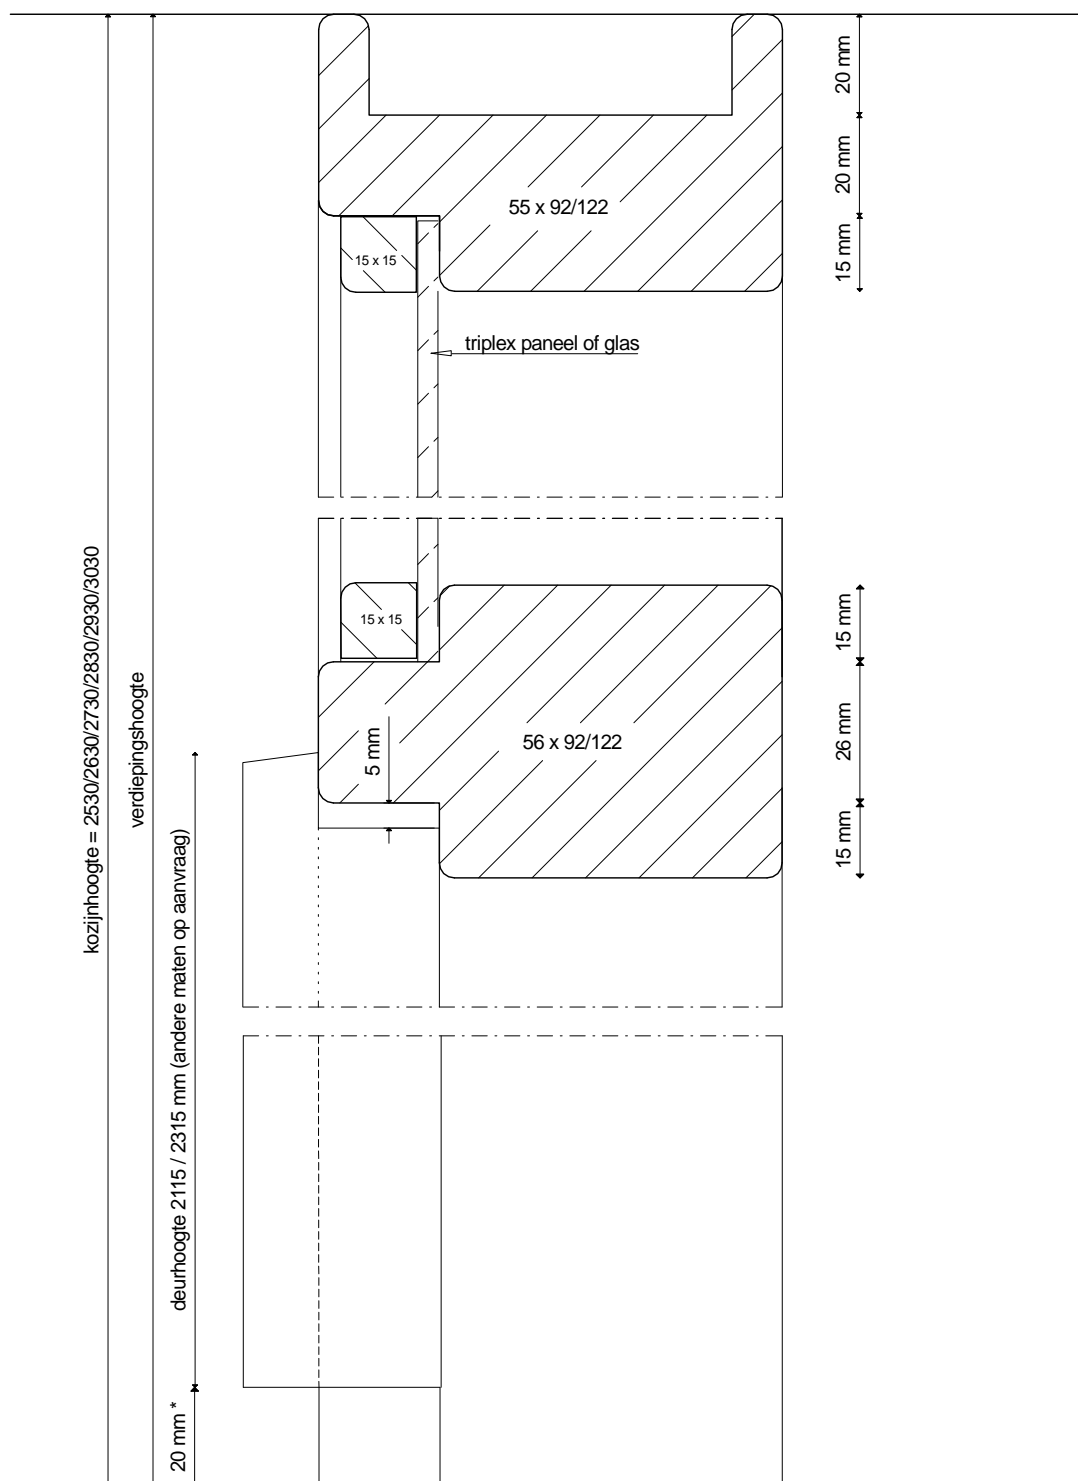 20 mm
20 mm
55 x 92/122
15 mm
15 x 15
triplex paneel of glas
15 x 15
15 mm
kozijnhoogte = 2530/2630/2730/2830/2930/3030
verdiepingshoogte
5 mm
56 x 92/122
26 mm
15 mm
deurhoogte 2115 / 2315 mm (andere maten op aanvraag)
20 mm *